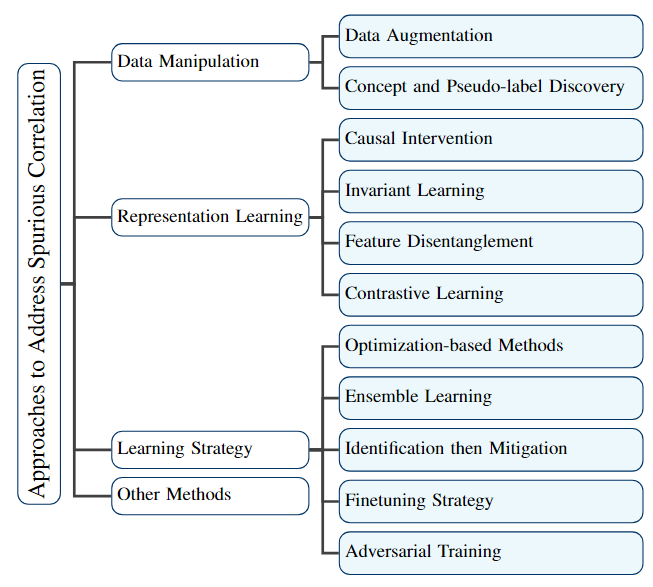 Approaches to Address Spurious Correlation
Data Manipulation
Data Augmentation
Concept and Pseudo-label Discovery
Representation Learning
Causal Intervention
Invariant Learning
Feature Disentanglement
Contrastive Learning
Learning Strategy
Optimization-based Methods
Ensemble Learning
Identification then Mitigation
Finetuning Strategy
Adversarial Training
Other Methods